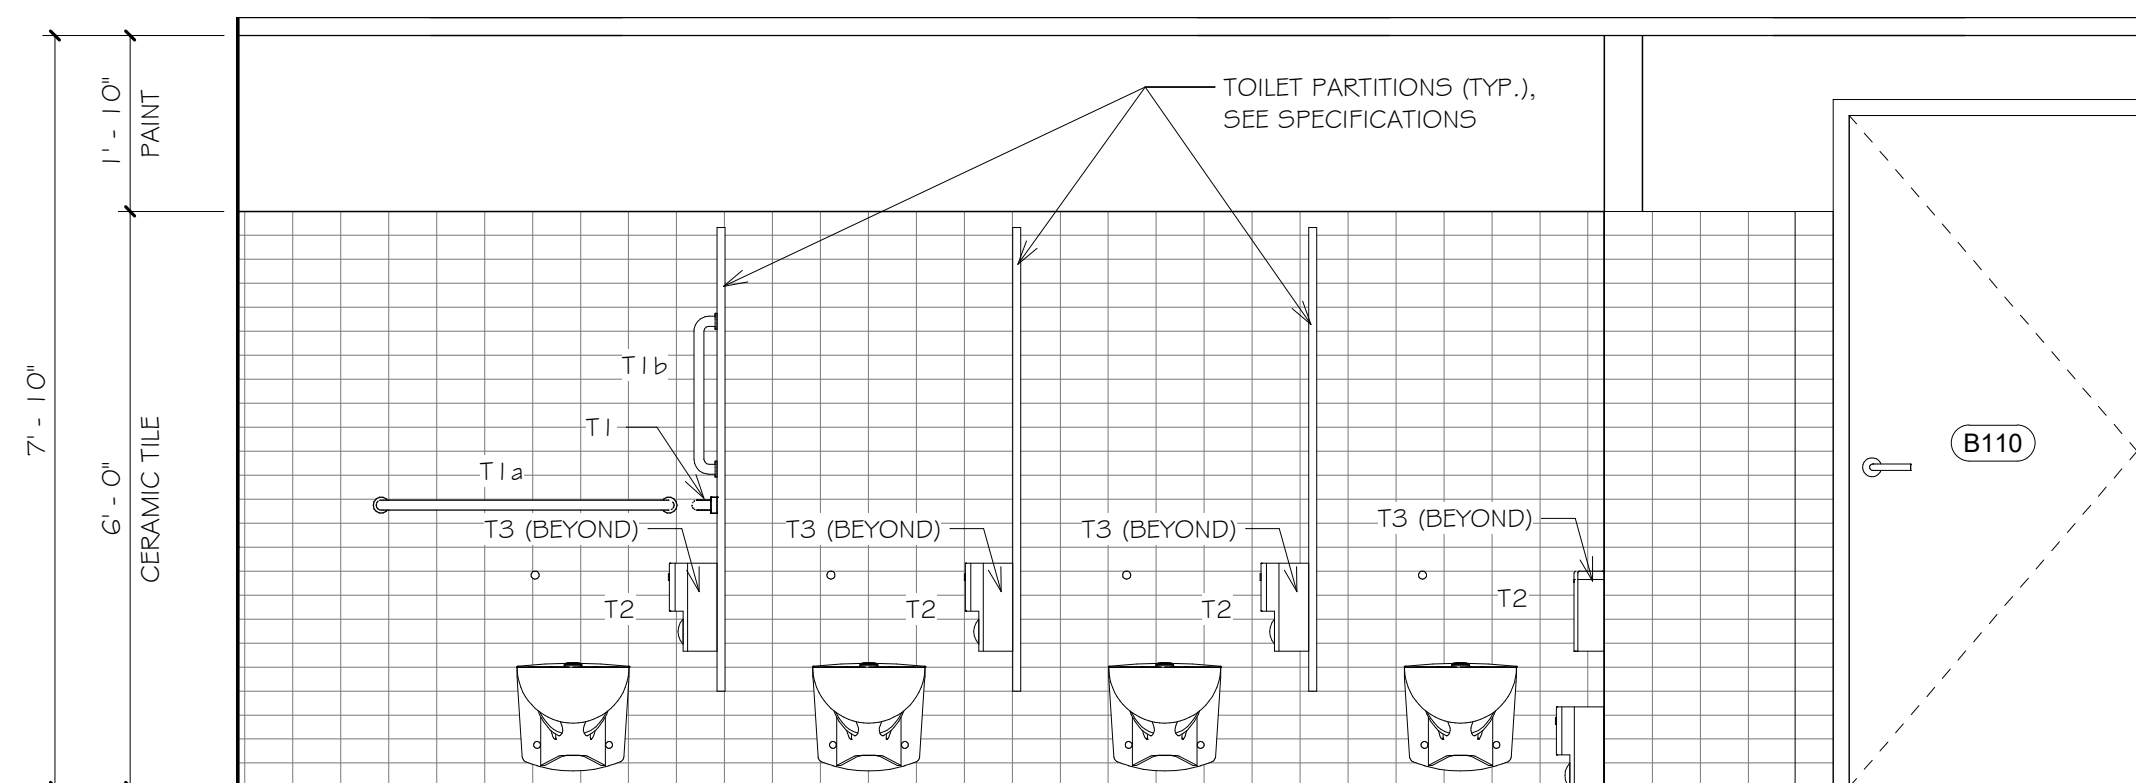 TOILET PARTITIONS (TYP.),
SEE SPECIFICATIONS
1' - 10"
PAINT
7' - 10"
6' - 0"
CERAMIC TILE
T1b
T1
T1a
T3 (BEYOND)
T3 (BEYOND)
T3 (BEYOND)
T3 (BEYOND)
T2
T2
T2
T2
B110